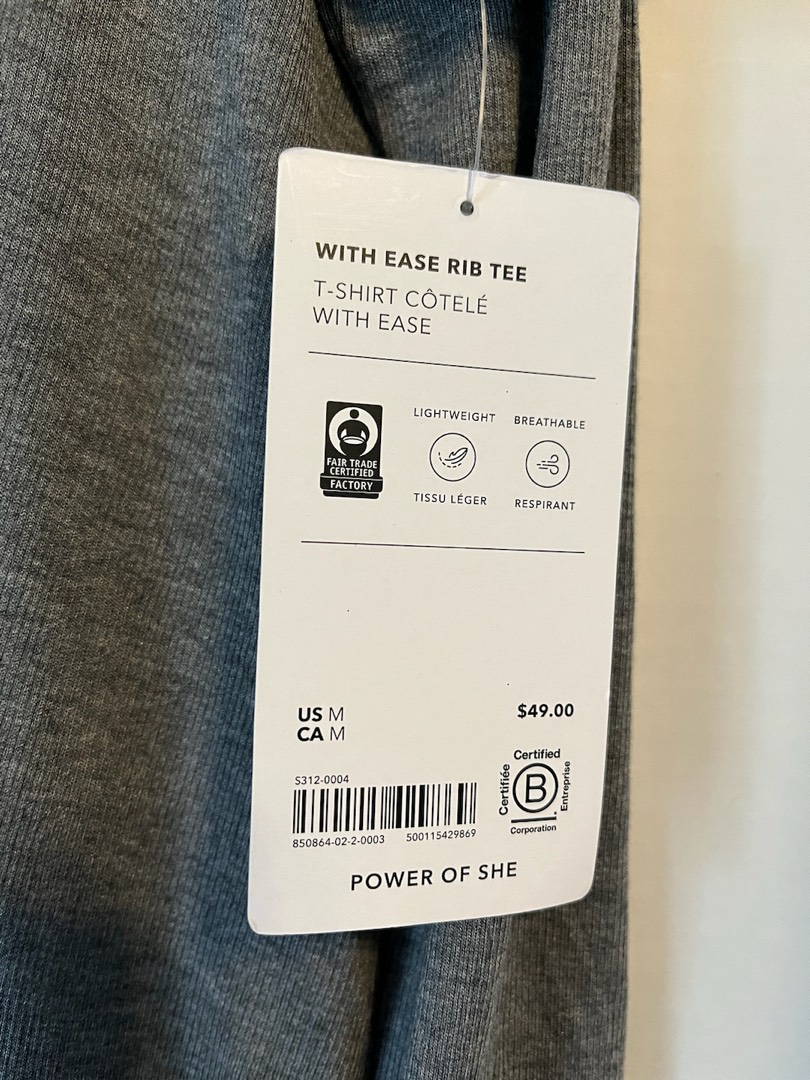 WITH EASE RIB TEE
T-SHIRT CÔTELÉ
WITH EASE
FAIR TRADE
CERTIFIED
FACTORY
LIGHTWEIGHT
TISSU LÉGER
BREATHABLE
RESPIRANT
US M
CA M
$49.00
S312-0004
850864-02-2-0003 500115429869
Certified
Certifiée
B
Entreprise
Corporation
POWER OF SHE